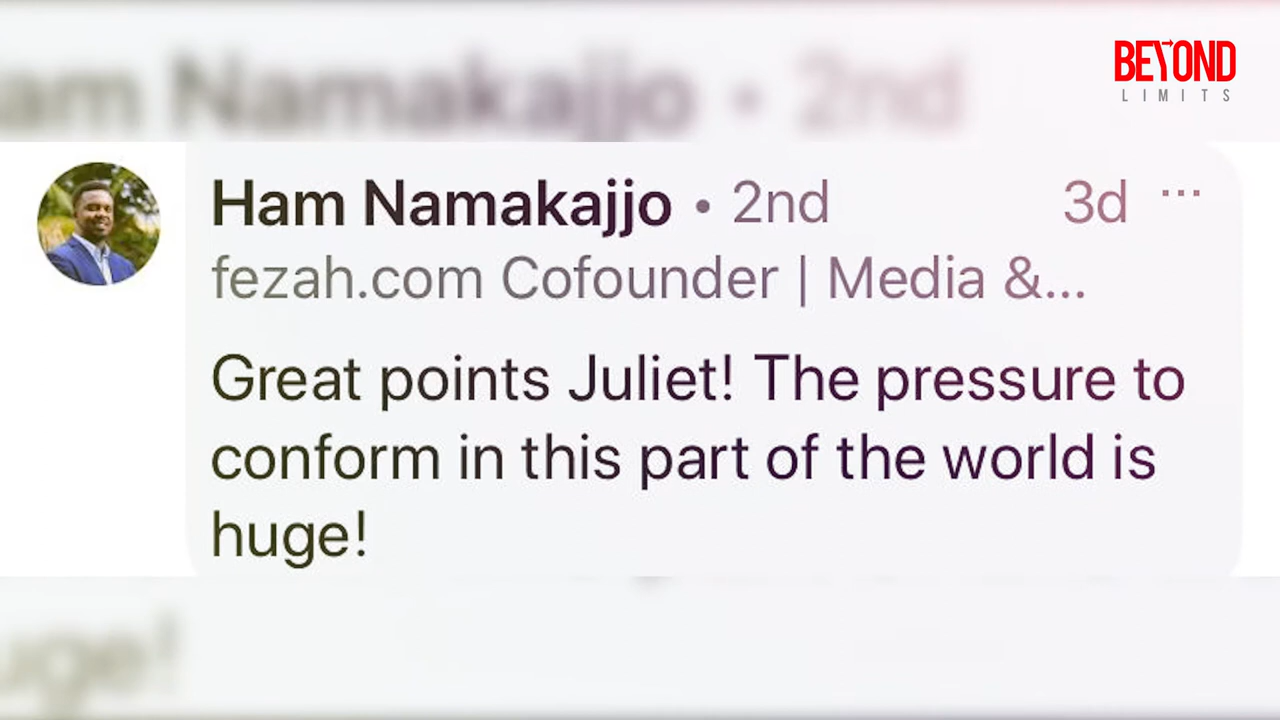 am Namakajjo • 2nd
BEYOND
LIMITS
Ham Namakajjo • 2nd 3d ...
fezah.com Cofounder | Media &...
Great points Juliet! The pressure to
conform in this part of the world is
huge!
uge!